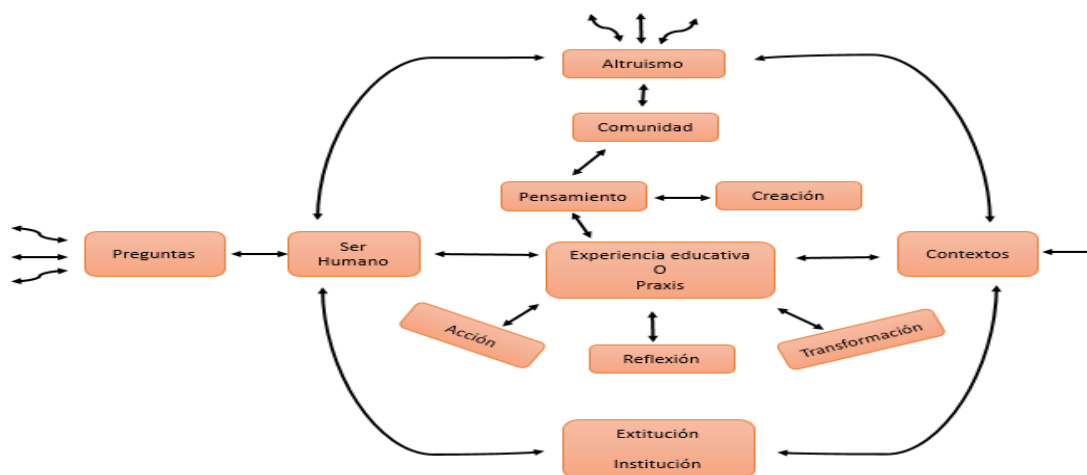 Altruismo
Comunidad
Pensamiento
Creación
Preguntas
Ser
Humano
Experiencia educativa
O
Praxis
Contextos
Acción
Reflexión
Transformación
Extitución
Institución